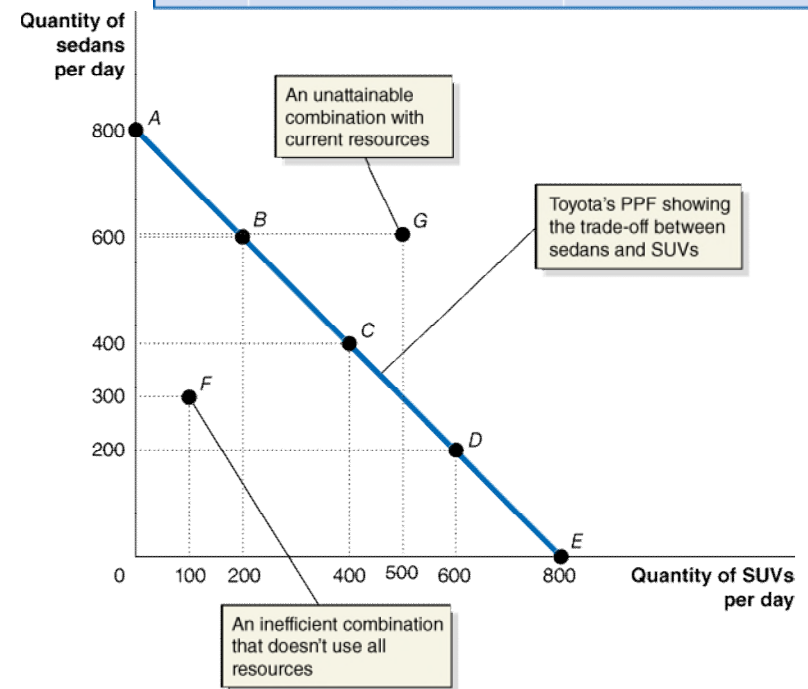 Quantity of
sedans
per day
An unattainable
combination with
current resources
A
800
Toyota's PPF showing
the trade-off between
sedans and SUVs
B
G
600
C
400
F
300
D
200
E
0
100
200
400
500
600
800
Quantity of SUVs
per day
An inefficient combination
that doesn't use all
resources